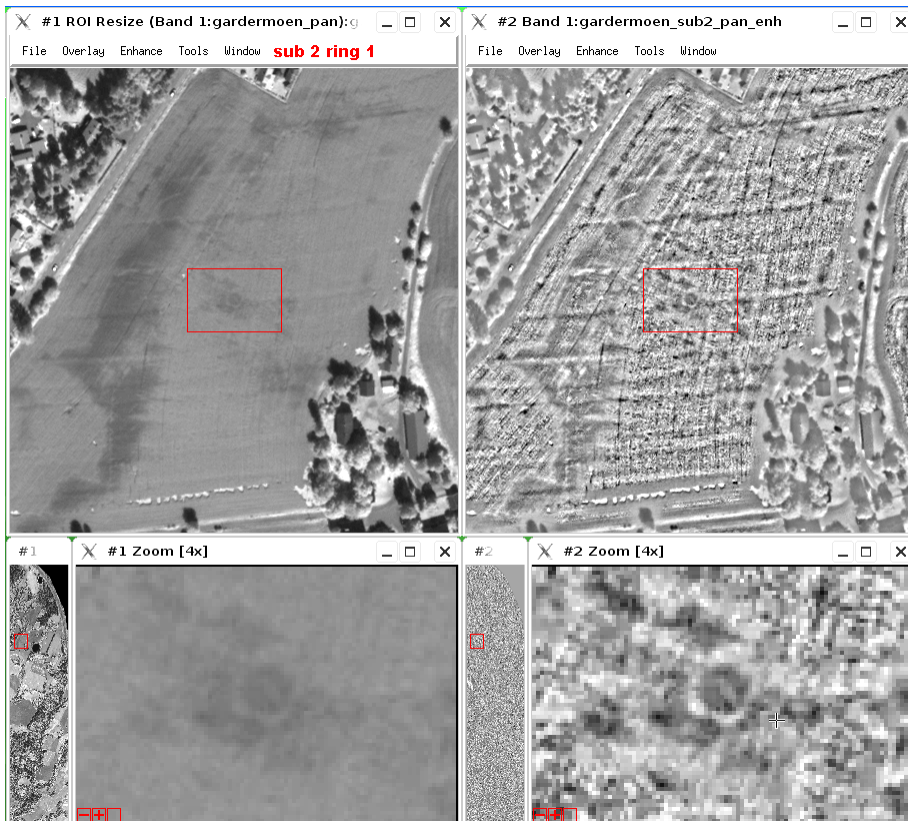 #1 ROI Resize (Band 1:gardermoen_pan):g
File Overlay Enhance Tools Window sub 2 ring 1
#2 Band 1:gardermoen_sub2_pan_enh
File Overlay Enhance Tools Window
#1
#1 Zoom [4x]
#2
#2 Zoom [4x]